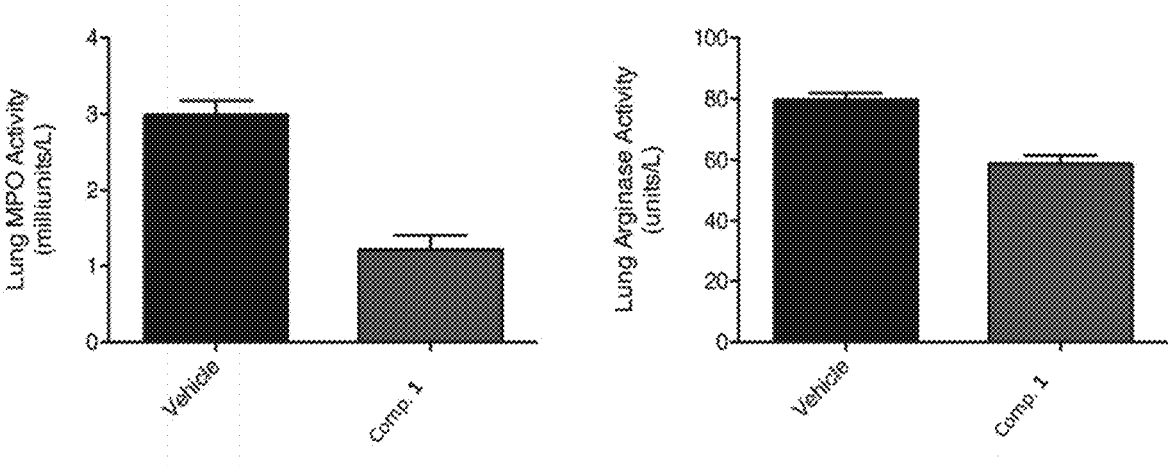 Lung MPO Activity
(milliunits/L)
4
3
2
1
0
Vehicle
Comp. 1
Lung Arginase Activity
(units/L)
100
80
60
40
20
0
Vehicle
Comp. 1